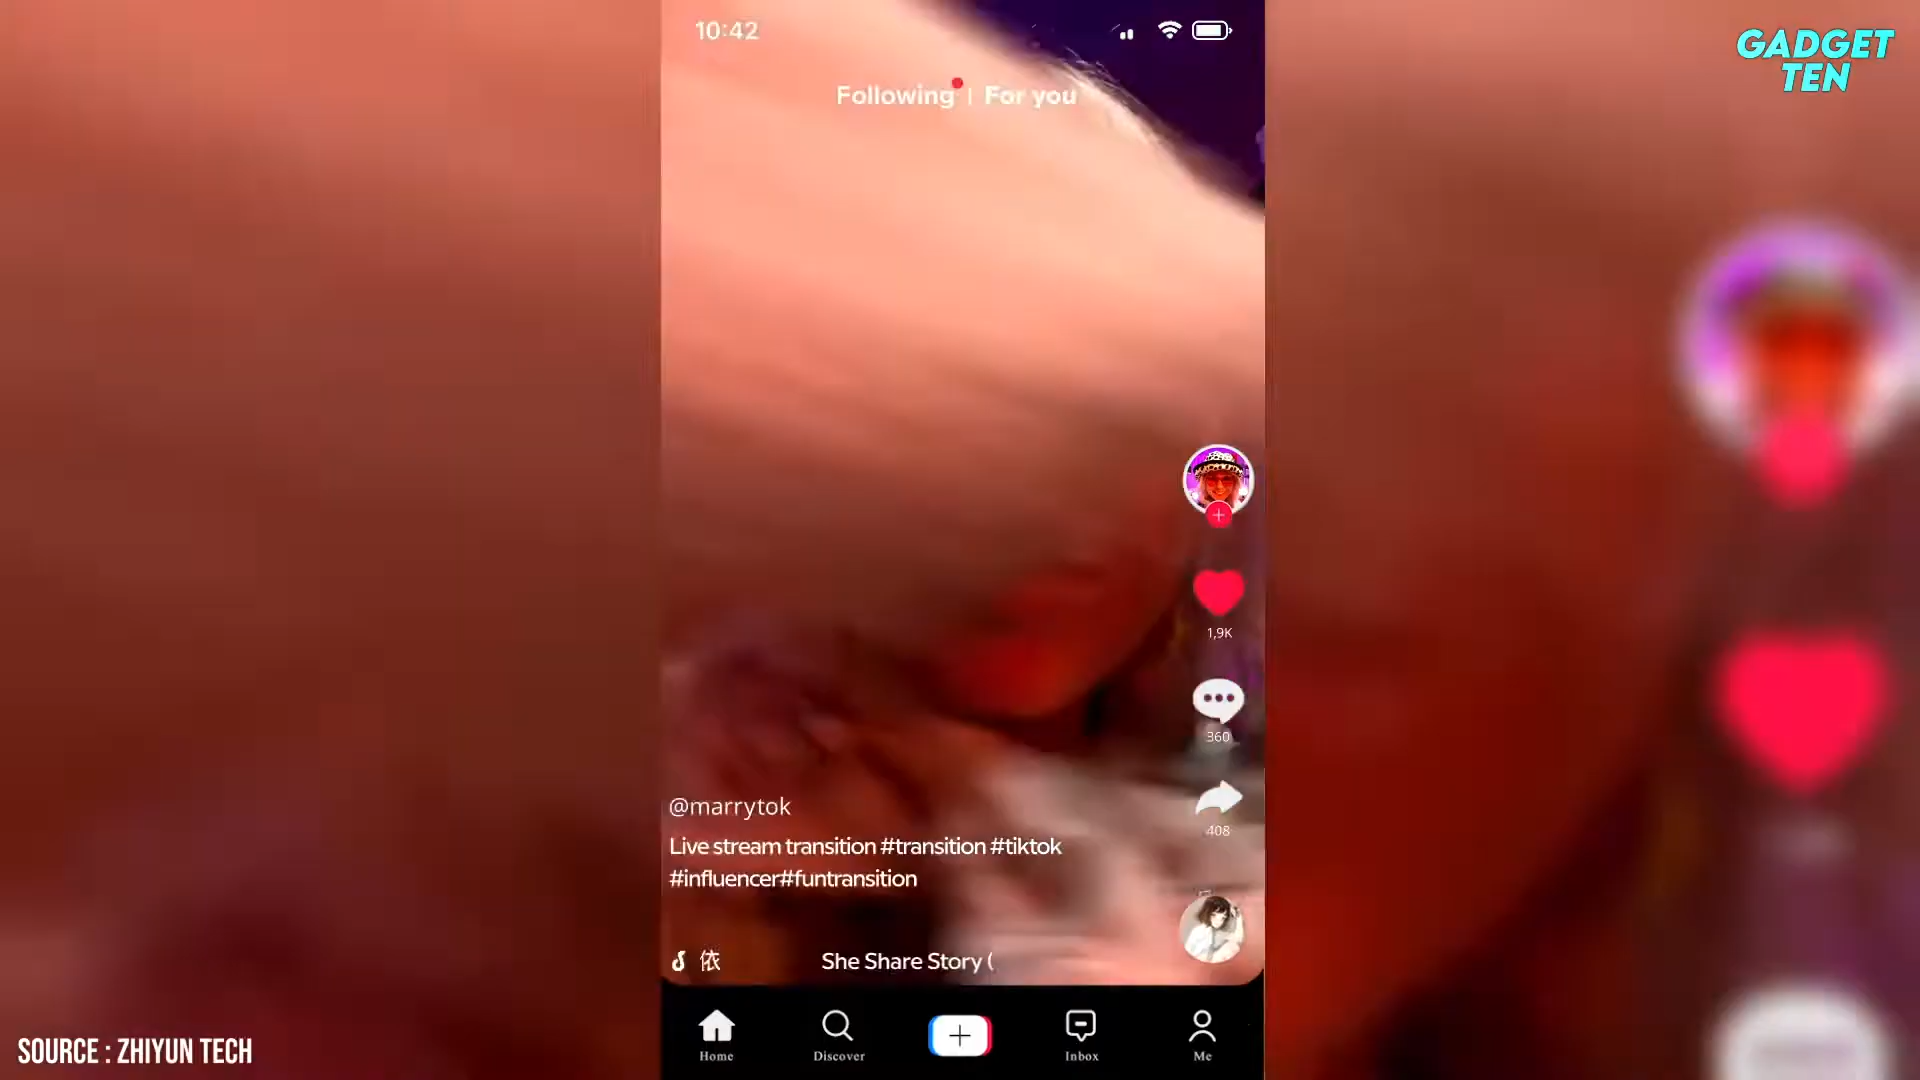 10:42
GADGET
TEN
Following | For you
1,9K
360
@marrytok
408
Live stream transition #transition #tiktok
#influencer#funtransition
依 She Share Story (
Home Discover Inbox Me
SOURCE : ZHIYUN TECH